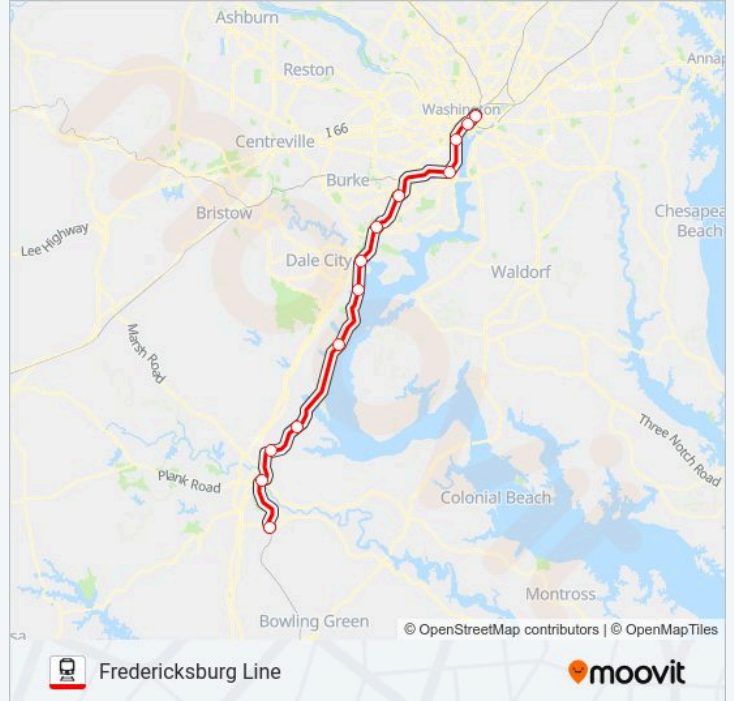 Ashburn
Reston
Annap
Washington
I 66
Centreville
Burke
Bristow
Chesapea
Beach
Lee Highway
Dale City
Waldorf
Marsh Road
Three Notch Road
Plank Road
Colonial Beach
Montross
Bowling Green
sa
© OpenStreetMap contributors | © OpenMapTiles
Fredericksburg Line
moovit